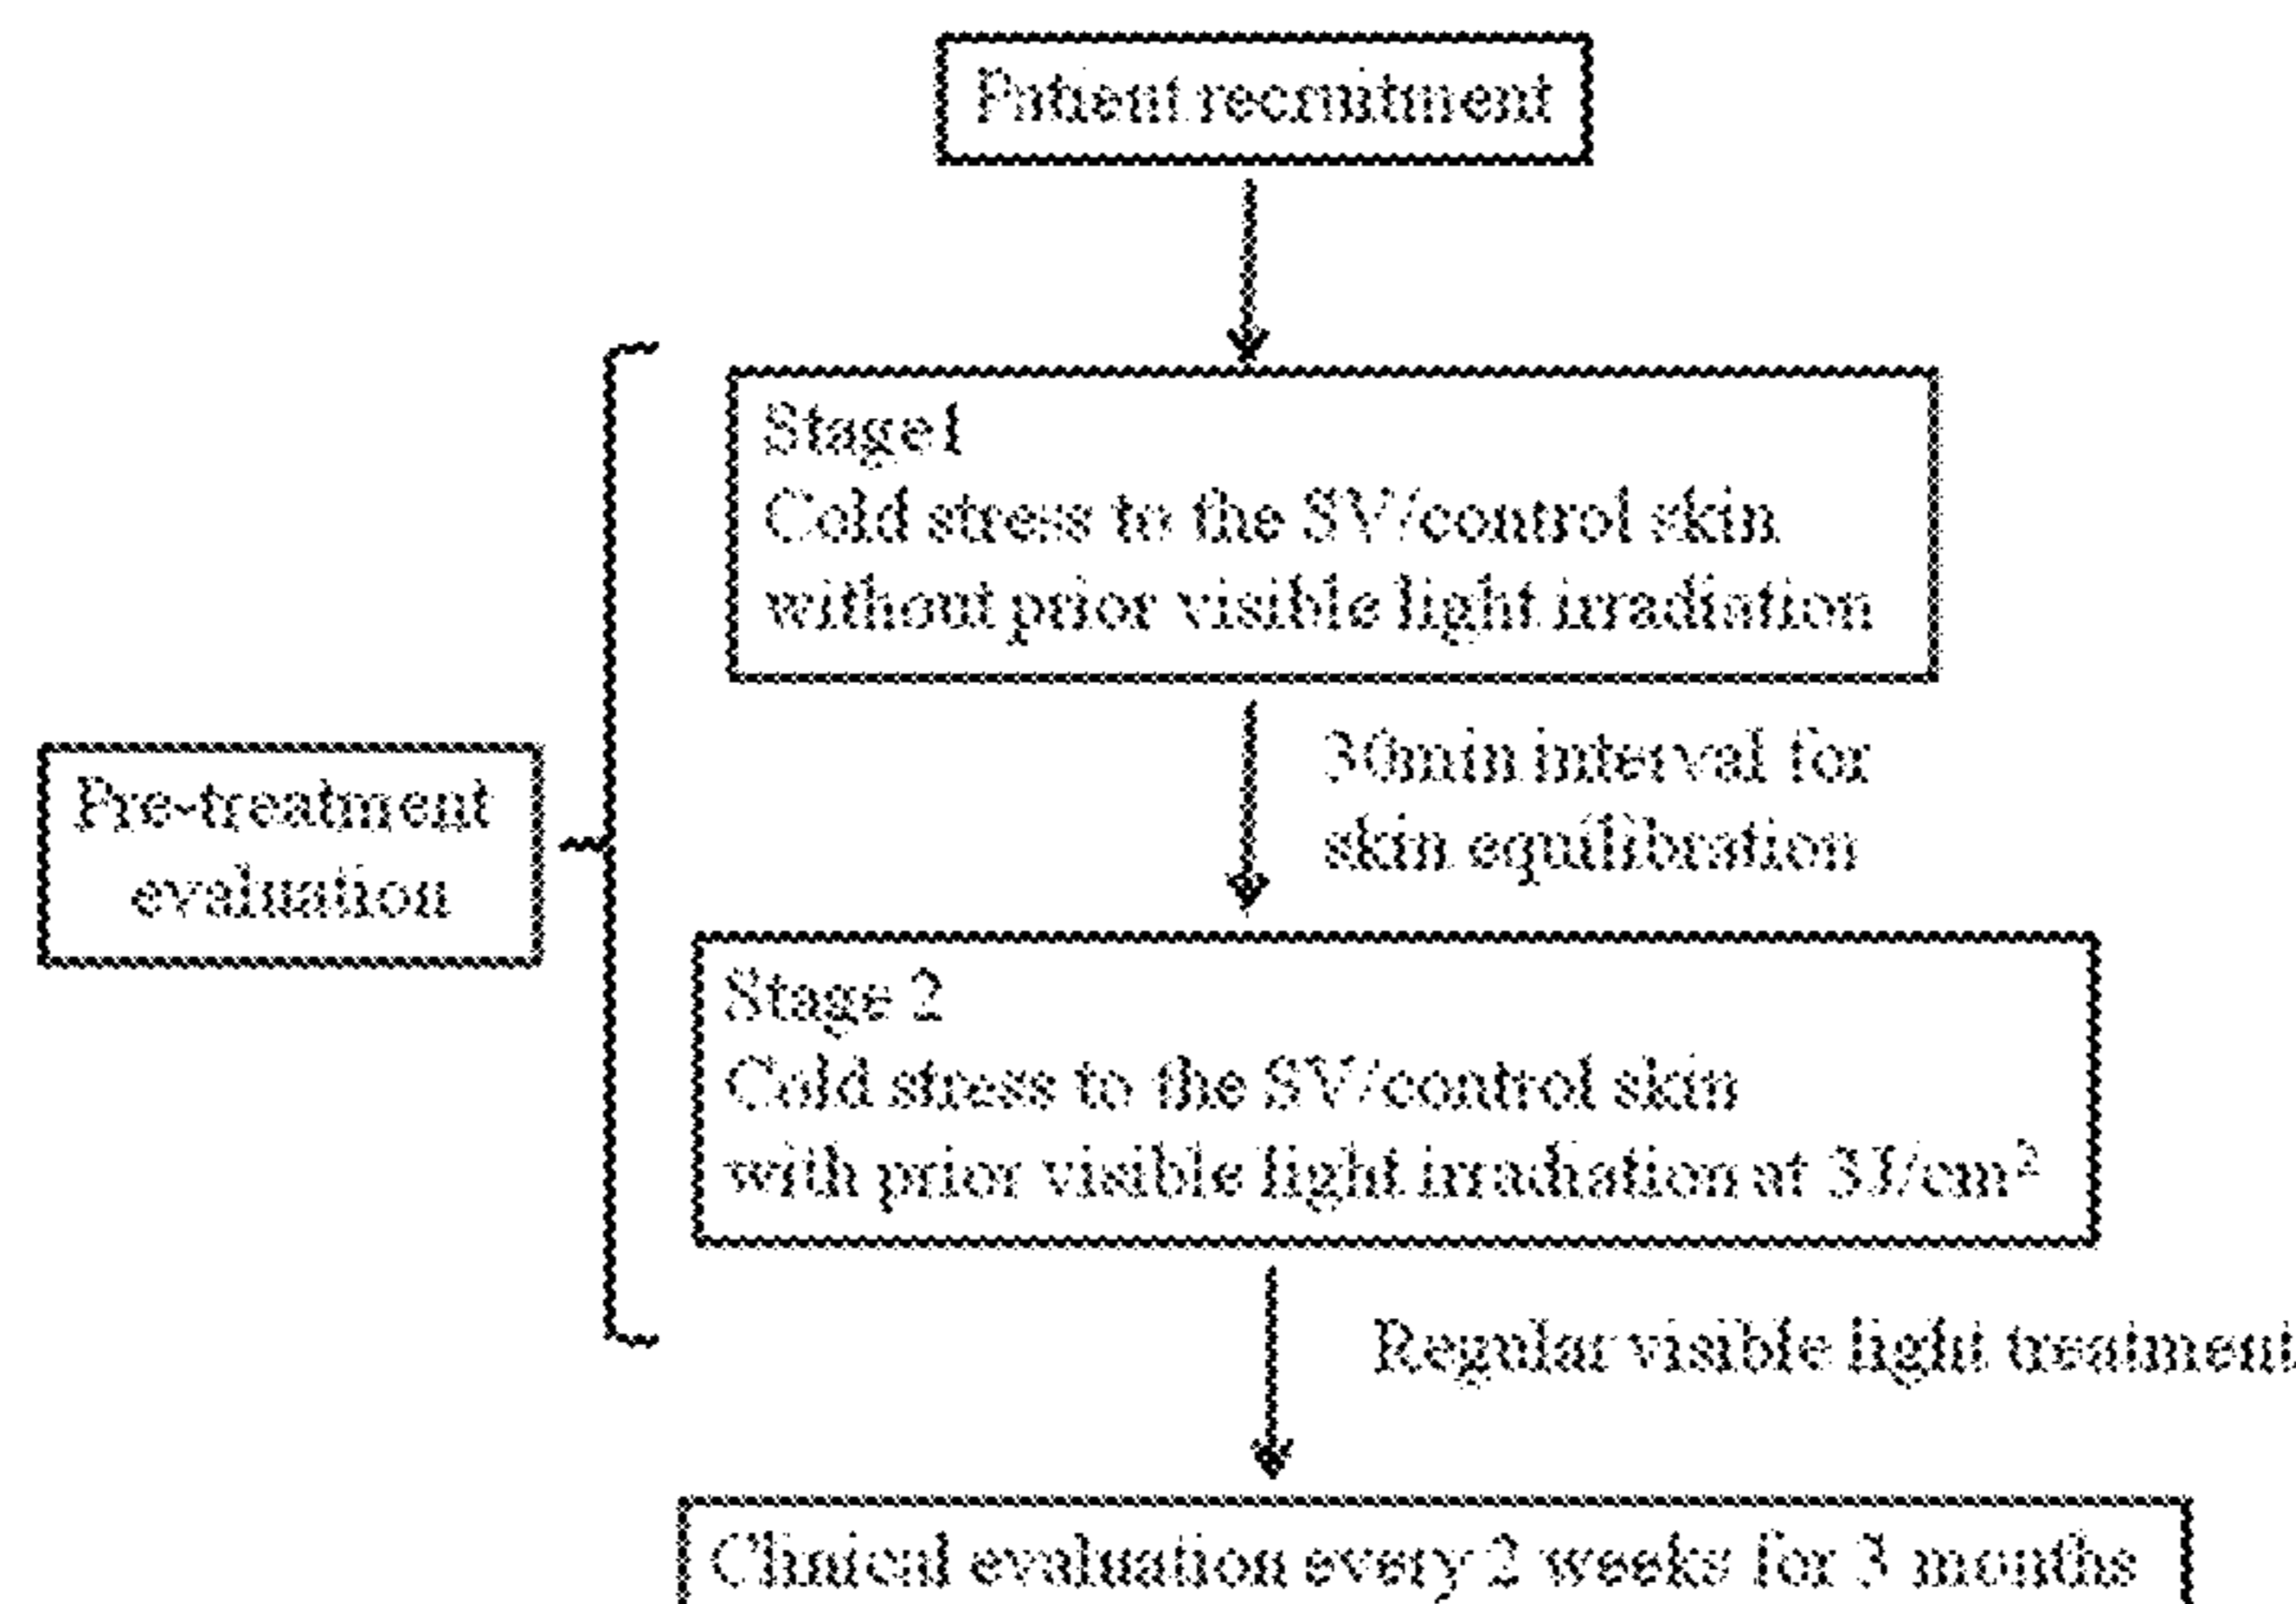 Patient recruitment
Stage1
Cold stress to the SV/control skin
without prior visible light irradiation
30min interval for
skin equilibration
Pre-treatment
evaluation
Stage 2
Cold stress to the SV/control skin
with prior visible light irradiation at 3J/cm²
Regular visible light treatment
Clinical evaluation every 2 weeks for 3 months